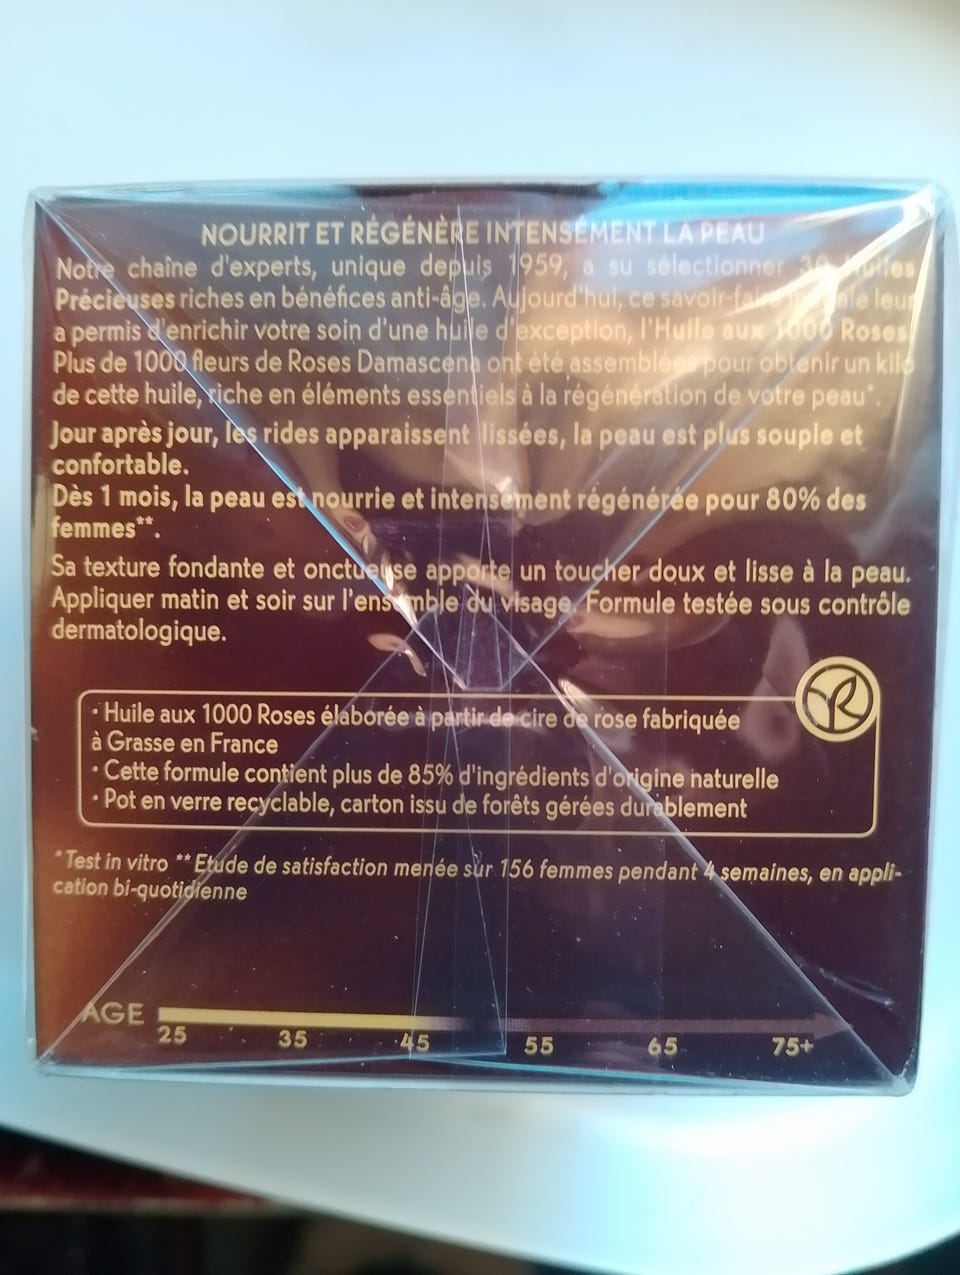 NOURRIT ET RÉGÉNÈRE INTENSÉMENT LA PEAU
Notre chaîne d'experts, unique depuis 1959, a su sélectionner 30 Huiles
Précieuses riches en bénéfices anti-âge. Aujourd'hui, ce savoir-faire leur
a permis d'enrichir votre soin d'une huile d'exception, l'Huile aux 1000 Roses.
Plus de 1000 fleurs de Roses Damascena ont été assemblées pour obtenir un kilo
de cette huile, riche en éléments essentiels à la régénération de votre peau*.
Jour après jour, les rides apparaissent lissées, la peau est plus souple et
confortable.
Dès 1 mois, la peau est nourrie et intensément régénérée pour 80% des
femmes**.
Sa texture fondante et onctueuse apporte un toucher doux et lisse à la peau.
Appliquer matin et soir sur l'ensemble du visage. Formule testée sous contrôle
dermatologique.
· Huile aux 1000 Roses élaborée à partir de cire de rose fabriquée
à Grasse en France
· Cette formule contient plus de 85% d'ingrédients d'origine naturelle
· Pot en verre recyclable, carton issu de forêts gérées durablement
*Test in vitro **Etude de satisfaction menée sur 156 femmes pendant 4 semaines, en appli-
cation bi-quotidienne
AGE
25 35 45 55 65 75+